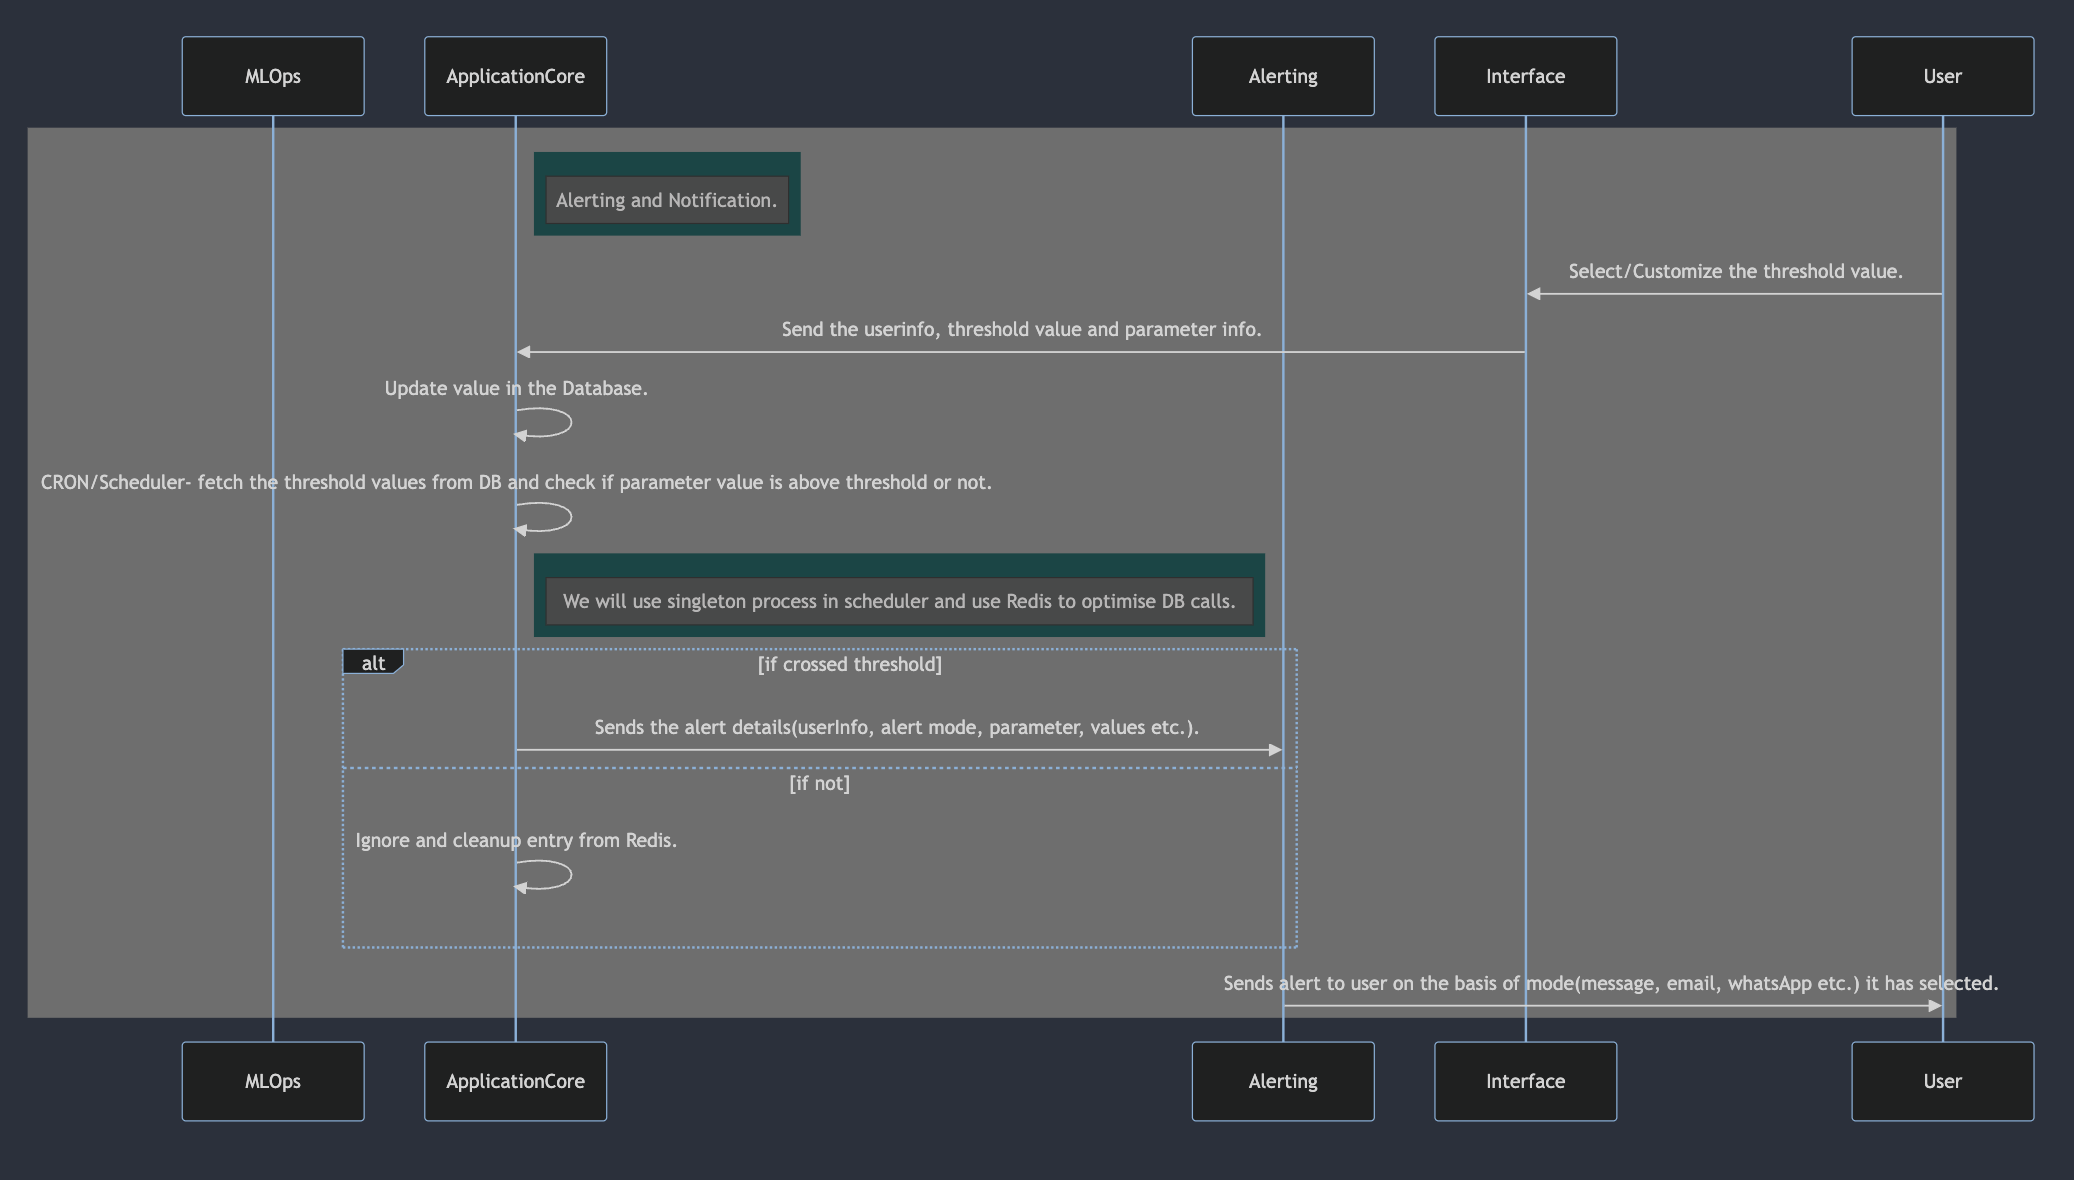 MLOps
ApplicationCore
Alerting
Interface
User
Alerting and Notification.
Select/Customize the threshold value.
Send the userinfo, threshold value and parameter info.
Update value in the Database.
CRON/Scheduler- fetch the threshold values from DB and check if parameter value is above threshold or not.
We will use singleton process in scheduler and use Redis to optimise DB calls.
alt
[if crossed threshold]
Sends the alert details(userInfo, alert mode, parameter, values etc.).
[if not]
Ignore and cleanup entry from Redis.
Sends alert to user on the basis of mode(message, email, whatsApp etc.) it has selected.
MLOps
ApplicationCore
Alerting
Interface
User